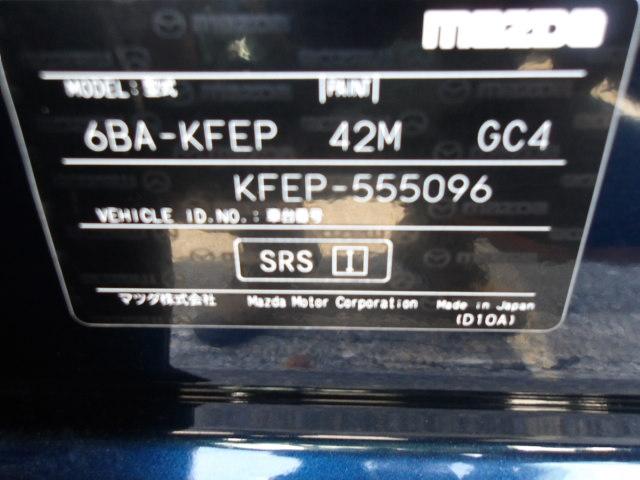 mazda
MODEL:型式 PAINT
6BA-KFEP 42M GC4
KFEP-555096
VEHICLE ID.NO.:車台番号
SRS I
マツダ株式会社 Mazda Motor Corporation Made in Japan
(D10A)